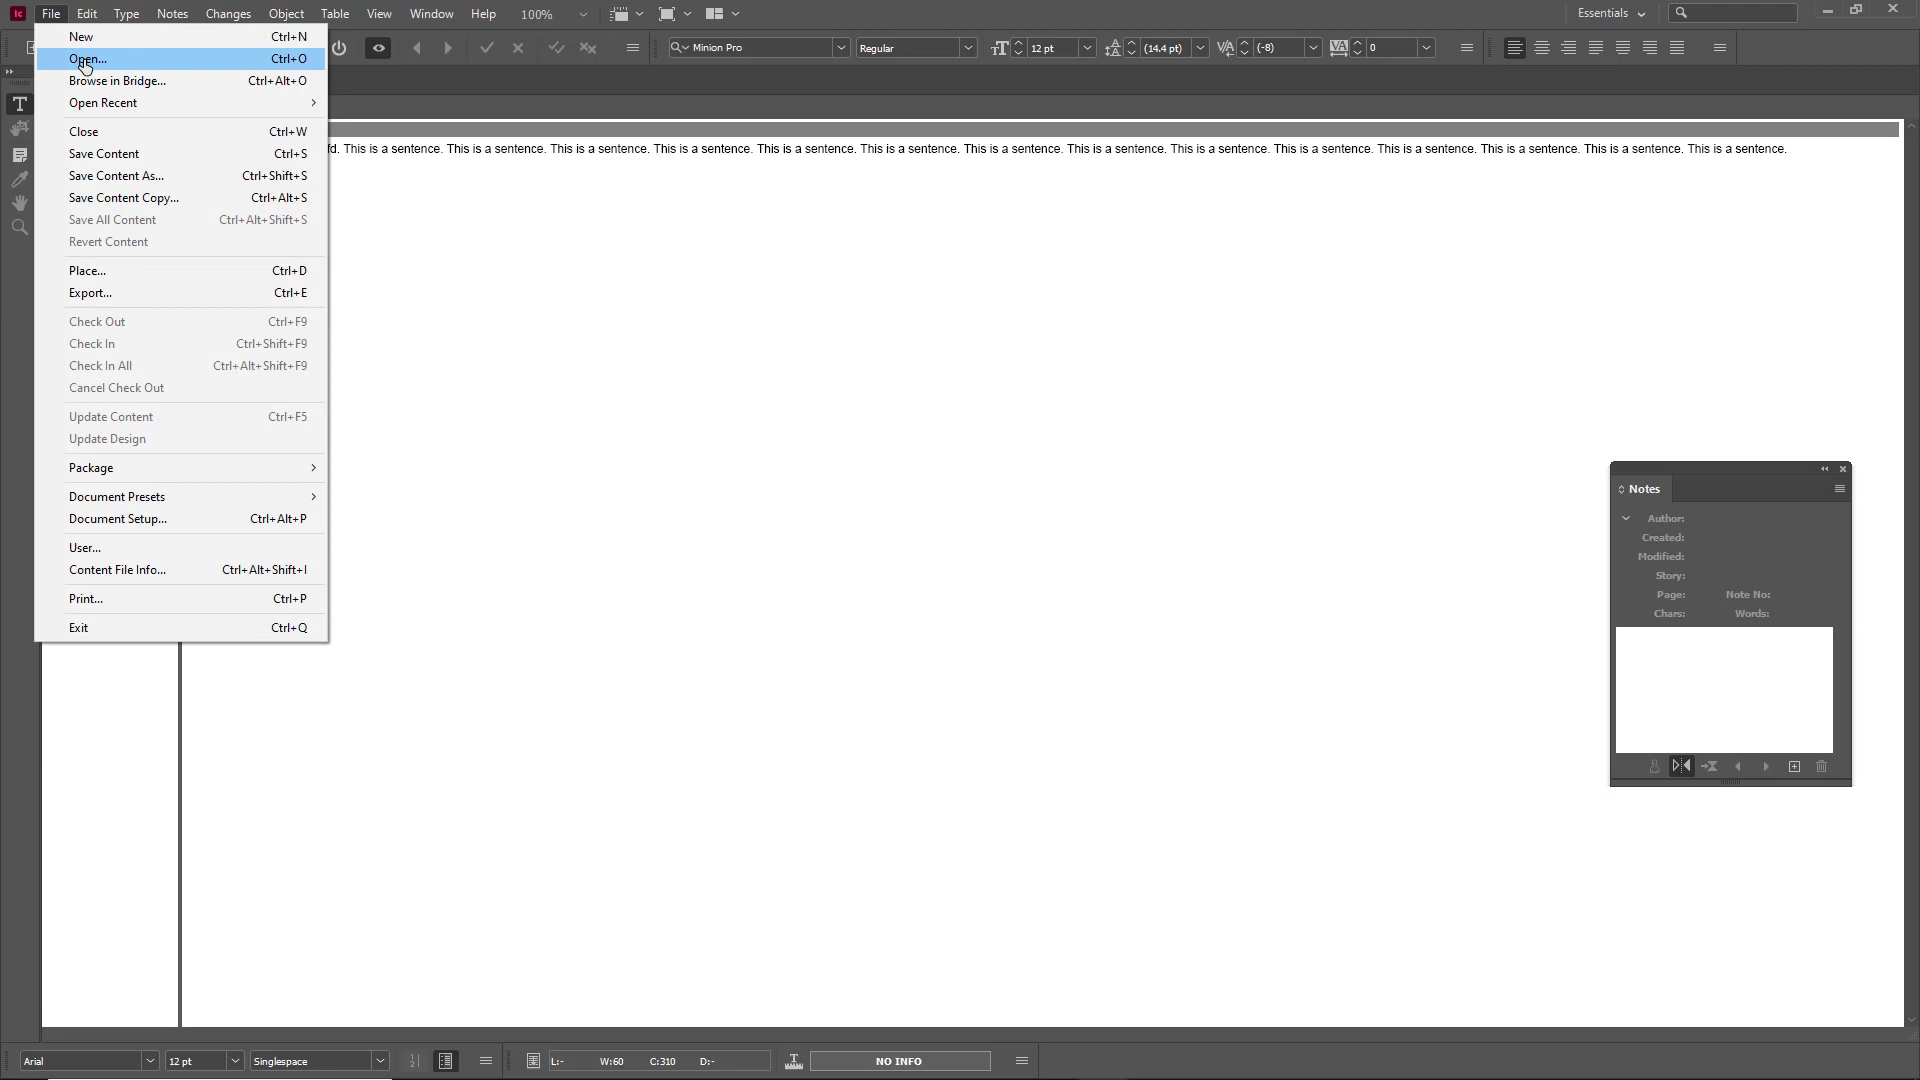 Ic File Edit Type Notes Changes Object Table View Window Help 100% Essentials
Minion Pro Regular 12 pt (14.4 pt) (-8) 0
New Ctrl+N
Open... Ctrl+O
Browse in Bridge... Ctrl+Alt+O
Open Recent
Close Ctrl+W
Save Content Ctrl+S
fd. This is a sentence. This is a sentence. This is a sentence. This is a sentence. This is a sentence. This is a sentence. This is a sentence. This is a sentence. This is a sentence. This is a sentence. This is a sentence. This is a sentence. This is a sentence. This is a sentence.
Save Content As... Ctrl+Shift+S
Save Content Copy... Ctrl+Alt+S
Save All Content Ctrl+Alt+Shift+S
Revert Content
Place... Ctrl+D
Export... Ctrl+E
Check Out Ctrl+F9
Check In Ctrl+Shift+F9
Check In All Ctrl+Alt+Shift+F9
Cancel Check Out
Update Content Ctrl+F5
Update Design
Package
Document Presets
Document Setup... Ctrl+Alt+P
User...
Content File Info... Ctrl+Alt+Shift+I
Print... Ctrl+P
Exit Ctrl+Q
Notes
Author:
Created:
Modified:
Story:
Page: Note No:
Chars: Words:
Arial 12 pt Singlespace L:- W:60 C:310 D:- NO INFO